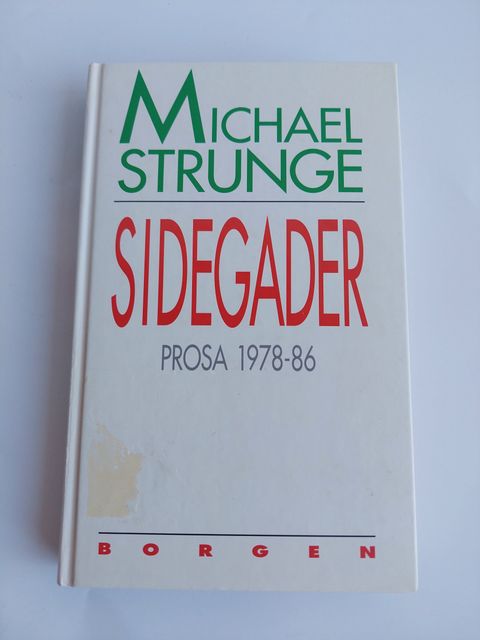 MICHAEL
STRUNGE
SIDEGADER
PROSA 1978-86
BORGEN